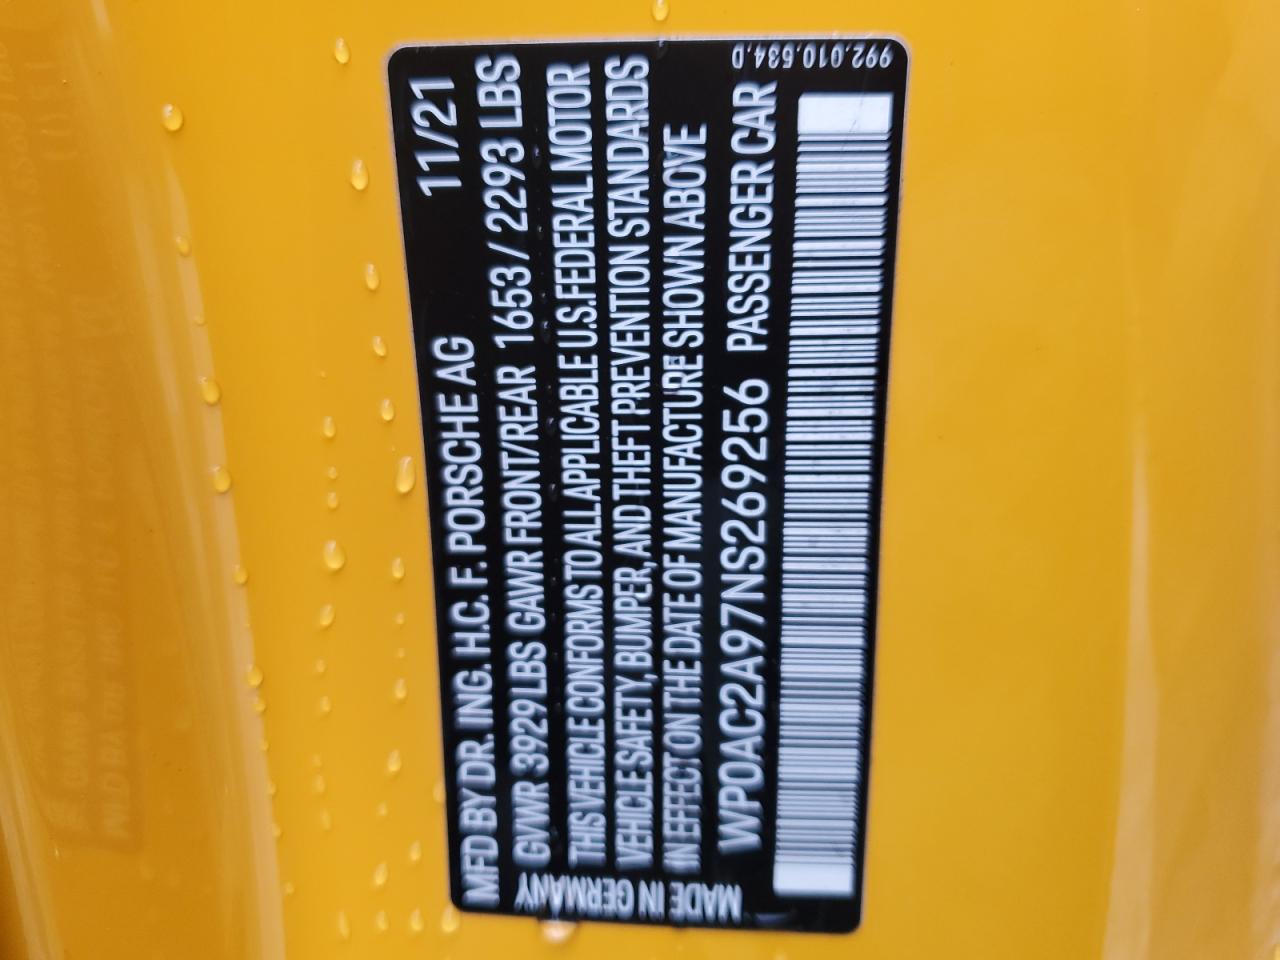 MFD BY DR. ING. H.C. F. PORSCHE AG 11/21
GVWR 3929 LBS GAWR FRONT/REAR 1653 / 2293 LBS
THIS VEHICLE CONFORMS TO ALL APPLICABLE U.S. FEDERAL MOTOR
VEHICLE SAFETY, BUMPER, AND THEFT PREVENTION STANDARDS
IN EFFECT ON THE DATE OF MANUFACTURE SHOWN ABOVE
WP0AC2A97NS269256 PASSENGER CAR
MADE IN GERMANY
992.010.534.D